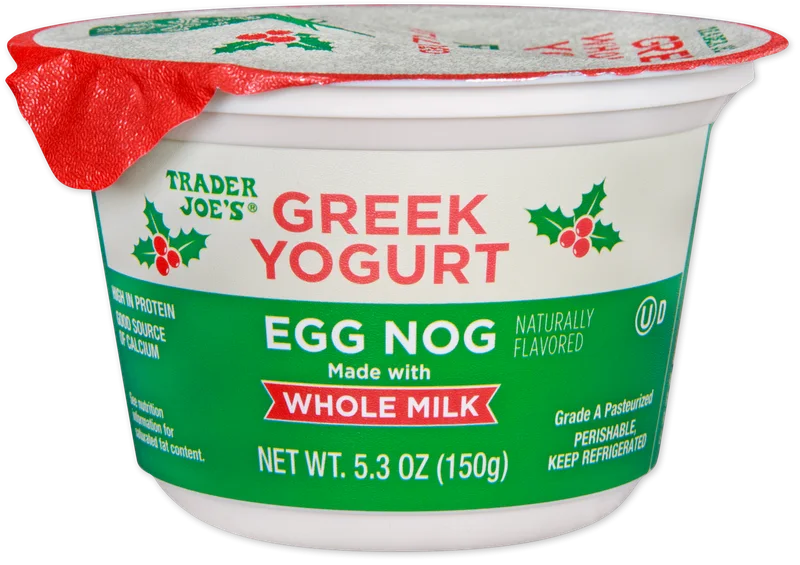 TRADER
JOE'S®
GREEK
YOGURT
HIGH IN PROTEIN
GOOD SOURCE
OF CALCIUM
EGG NOG
NATURALLY
FLAVORED
U D
Made with
WHOLE MILK
See nutrition
information for
saturated fat content.
NET WT. 5.3 OZ (150g)
Grade A Pasteurized
PERISHABLE,
KEEP REFRIGERATED